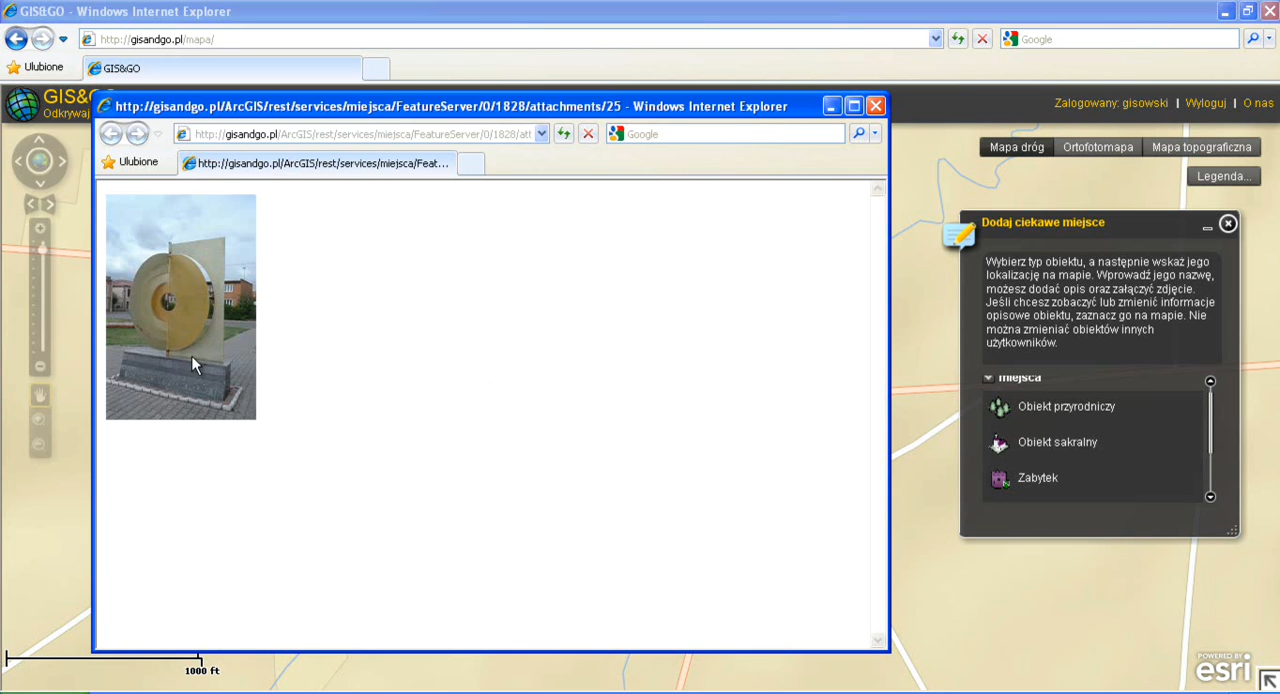 GIS&GO - Windows Internet Explorer
http://gisandgo.pl/mapa/
Google
Ulubione
GIS&GO
GIS&G
Odkrywaj
Zalogowany: gisowski | Wyloguj | O nas
http://gisandgo.pl/ArcGIS/rest/services/miejsca/FeatureServer/0/1828/attachments/25 - Windows Internet Explorer
http://gisandgo.pl/ArcGIS/rest/services/miejsca/FeatureServer/0/1828/att
Google
Ulubione
http://gisandgo.pl/ArcGIS/rest/services/miejsca/Feat...
Mapa dróg
Ortofotomapa
Mapa topograficzna
Legenda...
Dodaj ciekawe miejsce
Wybierz typ obiektu, a następnie wskaż jego
lokalizację na mapie. Wprowadź jego nazwę,
możesz dodać opis oraz załączyć zdjęcie.
Jeśli chcesz zobaczyć lub zmienić informacje
opisowe obiektu, zaznacz go na mapie. Nie
można zmieniać obiektów innych
użytkowników.
miejsca
Obiekt przyrodniczy
Obiekt sakralny
Zabytek
1000 ft
POWERED BY
esri